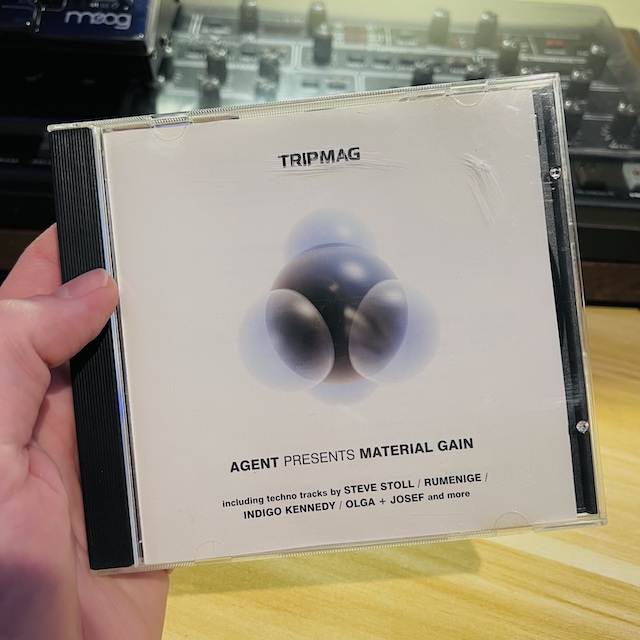 moog
TRIPMAG
AGENT PRESENTS MATERIAL GAIN
including techno tracks by STEVE STOLL / RUMENIGE /
INDIGO KENNEDY / OLGA + JOSEF and more